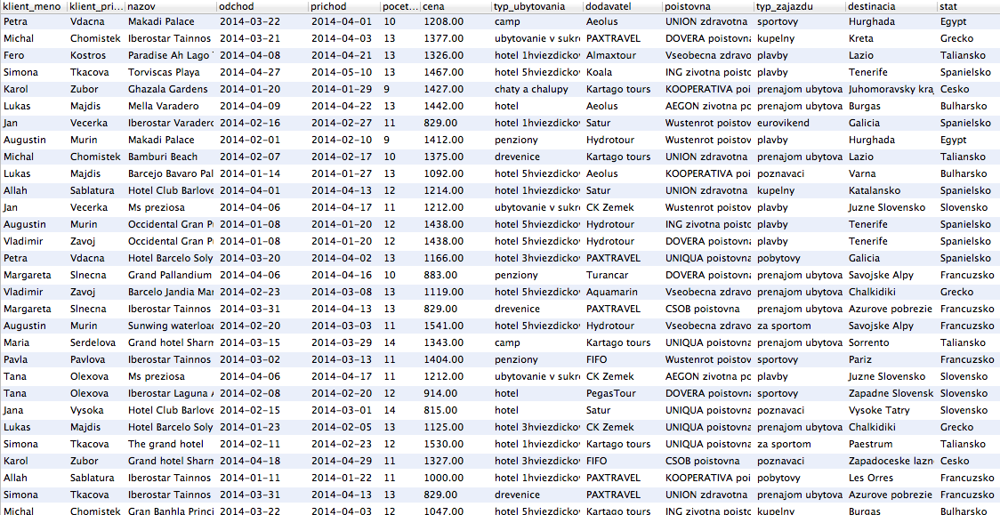 klient_meno klient_pri... nazov odchod prichod pocet... cena typ_ubytovania dodavatel poistovna typ_zajazdu destinacia stat
Petra Vdacna Makadi Palace 2014-03-22 2014-04-01 10 1208.00 camp Aeolus UNION zdravotna sportovy Hurghada Egypt
Michal Chomistek Iberostar Tainnos 2014-03-21 2014-04-03 13 1377.00 ubytovanie v sukr PAXTRAVEL DOVERA poistovn kupelny Kreta Grecko
Fero Kostros Paradise Ah Lago 2014-04-08 2014-04-21 13 1326.00 hotel 1hviezdicko Almaxtour Vseobecna zdravo plavby Lazio Taliansko
Simona Tkacova Torviscas Playa 2014-04-27 2014-05-10 13 1467.00 hotel 1hviezdicko Koala ING zivotna poisto plavby Tenerife Spanielsko
Karol Zubor Ghazala Gardens 2014-01-20 2014-01-29 9 1427.00 chaty a chalupy Kartago tours KOOPERATIVA poi prenajom ubytova Juhomoravsky kra Cesko
Lukas Majdis Mella Varadero 2014-04-09 2014-04-22 13 1442.00 hotel Aeolus AEGON zivotna po prenajom ubytova Burgas Bulharsko
Jan Vecerka Iberostar Varadero 2014-02-16 2014-02-27 11 829.00 hotel 1hviezdicko Satur Wustenrot poistov eurovikend Galicia Spanielsko
Augustin Murin Makadi Palace 2014-02-01 2014-02-10 9 1412.00 penziony Hydrotour Wustenrot poistov plavby Hurghada Egypt
Michal Chomistek Bamburi Beach 2014-02-07 2014-02-17 10 1375.00 drevenice Kartago tours UNION zdravotna plavby Lazio Taliansko
Lukas Majdis Barcejo Bavaro Pal 2014-01-14 2014-01-27 13 1092.00 hotel 5hviezdicko Aeolus KOOPERATIVA poi poznavaci Varna Bulharsko
Allah Sablatura Hotel Club Barlove 2014-04-01 2014-04-13 12 1214.00 hotel 1hviezdicko Satur UNION zdravotna kupelny Katalansko Spanielsko
Jan Vecerka Ms preziosa 2014-04-06 2014-04-17 11 1212.00 ubytovanie v sukr CK Zemek UNION zdravotna plavby Juzne Slovensko Slovensko
Augustin Murin Occidental Gran P 2014-01-08 2014-01-20 12 1438.00 hotel 5hviezdicko Hydrotour ING zivotna poisto plavby Tenerife Spanielsko
Vladimir Zavoj Occidental Gran P 2014-01-08 2014-01-20 12 1438.00 hotel 5hviezdicko Hydrotour DOVERA poistovn plavby Tenerife Spanielsko
Petra Vdacna Hotel Barcelo Soly 2014-03-20 2014-04-02 13 1166.00 hotel 3hviezdicko PAXTRAVEL UNIQUA poistovna pobytovy Galicia Spanielsko
Margareta Slnecna Grand Pallandium 2014-04-06 2014-04-16 10 883.00 penziony Turancar DOVERA poistovn prenajom ubytova Savojske Alpy Francuzsko
Vladimir Zavoj Barcelo Jandia Mar 2014-02-23 2014-03-08 13 1119.00 hotel 5hviezdicko Aquamarin Vseobecna zdravo prenajom ubytova Chalkidiki Grecko
Margareta Slnecna Iberostar Tainnos 2014-03-31 2014-04-13 13 829.00 drevenice PAXTRAVEL CSOB poistovna prenajom ubytova Azurove pobrezie Francuzsko
Augustin Murin Sunwing waterloa 2014-02-20 2014-03-03 11 1541.00 hotel 5hviezdicko Hydrotour Vseobecna zdravo za sportom Savojske Alpy Francuzsko
Maria Serdelova Grand hotel Sharm 2014-03-15 2014-03-29 14 1343.00 camp Kartago tours UNIQUA poistovna prenajom ubytova Sorrento Taliansko
Pavla Pavlova Iberostar Tainnos 2014-03-02 2014-03-13 11 1404.00 penziony FIFO Wustenrot poistov sportovy Pariz Francuzsko
Tana Olexova Ms preziosa 2014-04-06 2014-04-17 11 1212.00 ubytovanie v sukr CK Zemek AEGON zivotna po plavby Juzne Slovensko Slovensko
Tana Olexova Iberostar Laguna A 2014-02-08 2014-02-20 12 914.00 hotel PegasTour DOVERA poistovn sportovy Zapadne Slovensk Slovensko
Jana Vysoka Hotel Club Barlove 2014-02-15 2014-03-01 14 815.00 hotel Satur UNIQUA poistovna poznavaci Vysoke Tatry Slovensko
Lukas Majdis Hotel Barcelo Soly 2014-01-23 2014-02-05 13 1125.00 hotel 3hviezdicko CK Zemek UNIQUA poistovna poznavaci Chalkidiki Grecko
Simona Tkacova The grand hotel 2014-02-11 2014-02-23 12 1530.00 hotel 1hviezdicko Kartago tours UNIQUA poistovna za sportom Paestrum Taliansko
Karol Zubor Grand hotel Sharm 2014-04-18 2014-04-29 11 1327.00 hotel 3hviezdicko FIFO CSOB poistovna poznavaci Zapadoceske lazn Cesko
Allah Sablatura Iberostar Tainnos 2014-01-11 2014-01-22 11 1000.00 hotel 1hviezdicko PAXTRAVEL KOOPERATIVA poi pobytovy Les Orres Francuzsko
Simona Tkacova Iberostar Tainnos 2014-03-31 2014-04-13 13 829.00 drevenice PAXTRAVEL UNION zdravotna prenajom ubytova Azurove pobrezie Francuzsko
Michal Chomistek Gran Banhla Princi 2014-03-22 2014-04-03 12 1047.00 hotel 5hviezdicko Kartago tours ING zivotna poisto kupelny Burgas Bulharsko